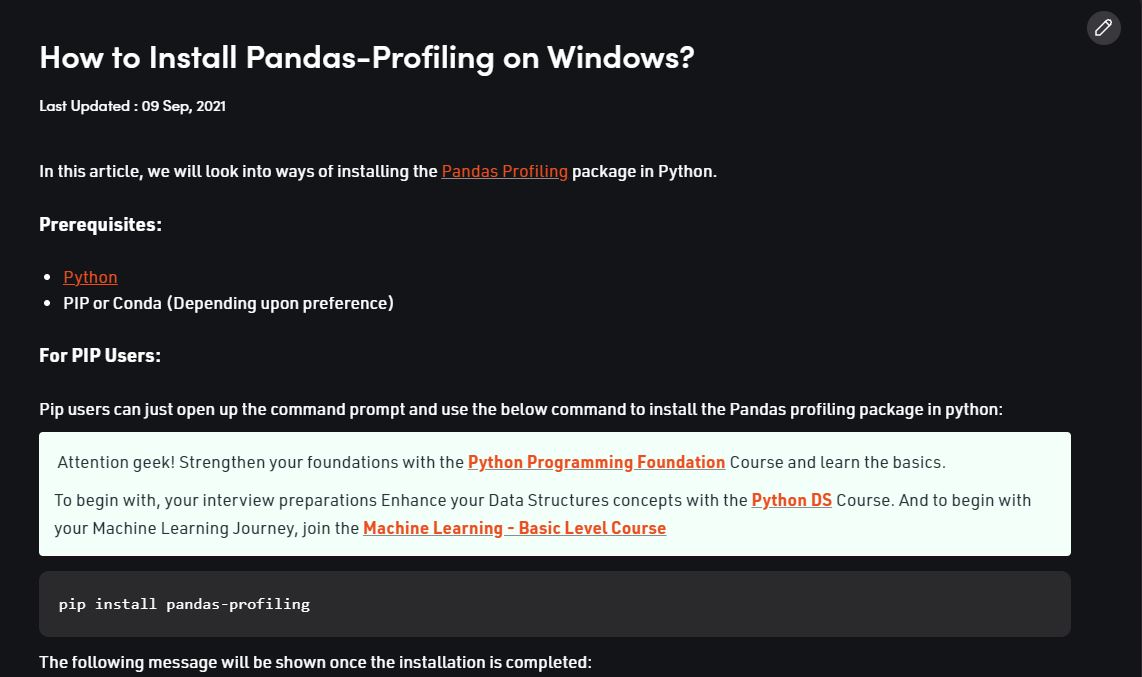 How to Install Pandas-Profiling on Windows?
Last Updated : 09 Sep, 2021
In this article, we will look into ways of installing the Pandas Profiling package in Python.
Prerequisites:
Python
PIP or Conda (Depending upon preference)
For PIP Users:
Pip users can just open up the command prompt and use the below command to install the Pandas profiling package in python:
Attention geek! Strengthen your foundations with the Python Programming Foundation Course and learn the basics.
To begin with, your interview preparations Enhance your Data Structures concepts with the Python DS Course. And to begin with
your Machine Learning Journey, join the Machine Learning - Basic Level Course
pip install pandas-profiling
The following message will be shown once the installation is completed: